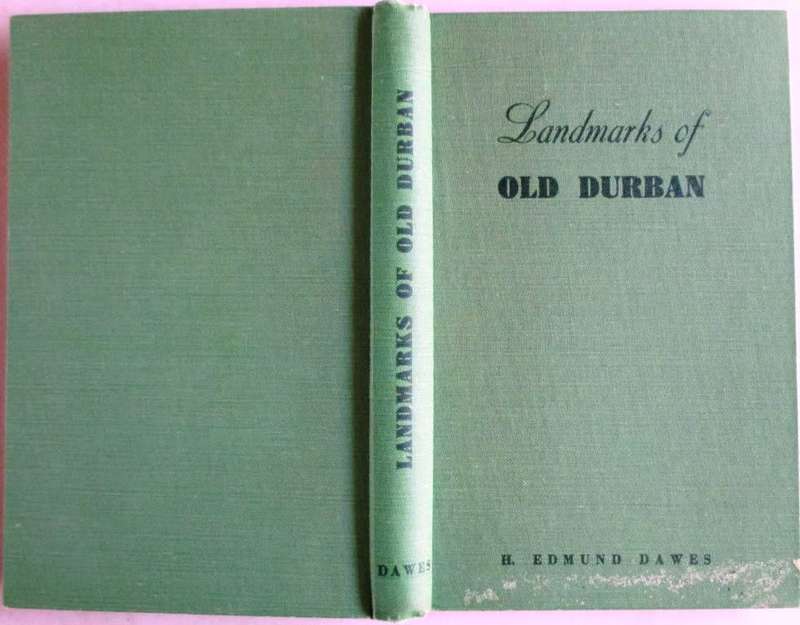 Landmarks of
OLD DURBAN
H. EDMUND DAWES
LANDMARKS OF OLD DURBAN
DAWES